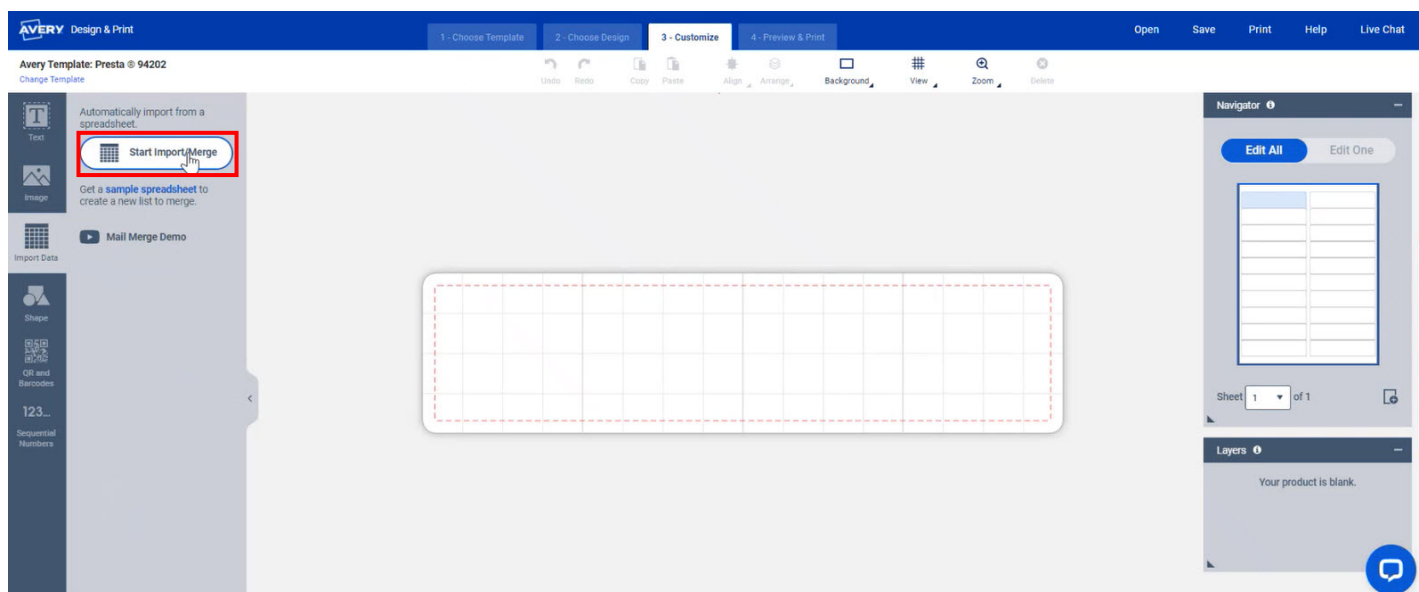 AVERY Design & Print
1 - Choose Template
2 - Choose Design
3 - Customize
4 - Preview & Print
Open
Save
Print
Help
Live Chat
Avery Template: Presta ® 94202
Change Template
Undo
Redo
Copy
Paste
Align
Arrange
Background
View
Zoom
Delete
Text
Image
Import Data
Shape
QR and
Barcodes
123...
Sequential
Numbers
Automatically import from a
spreadsheet.
Start Import/Merge
Get a sample spreadsheet to
create a new list to merge.
Mail Merge Demo
Navigator
Edit All
Edit One
Sheet 1 of 1
Layers
Your product is blank.